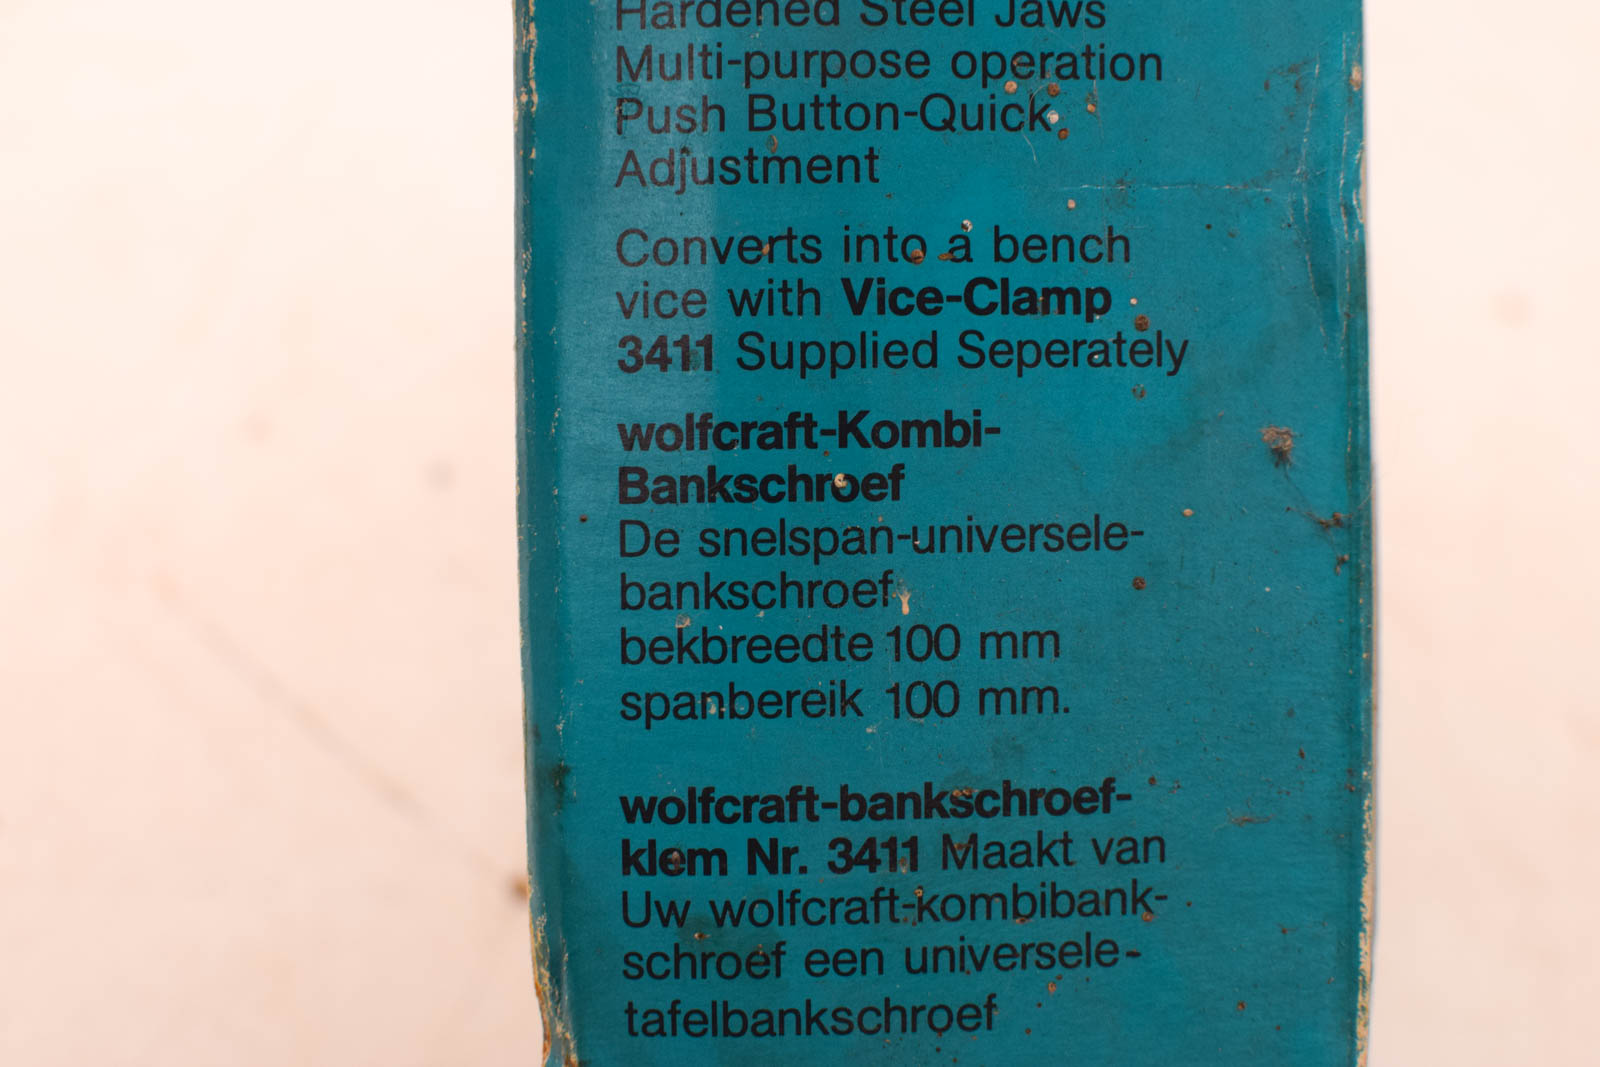 Hardened Steel Jaws
Multi-purpose operation
Push Button-Quick
Adjustment
Converts into a bench
vice with Vice-Clamp
3411 Supplied Seperately
wolfcraft-Kombi-
Bankschroef
De snelspan-universele-
bankschroef
bekbreedte 100 mm
spanbereik 100 mm.
wolfcraft-bankschroef-
klem Nr. 3411 Maakt van
Uw wolfcraft-kombibank-
schroef een universele-
tafelbankschroef